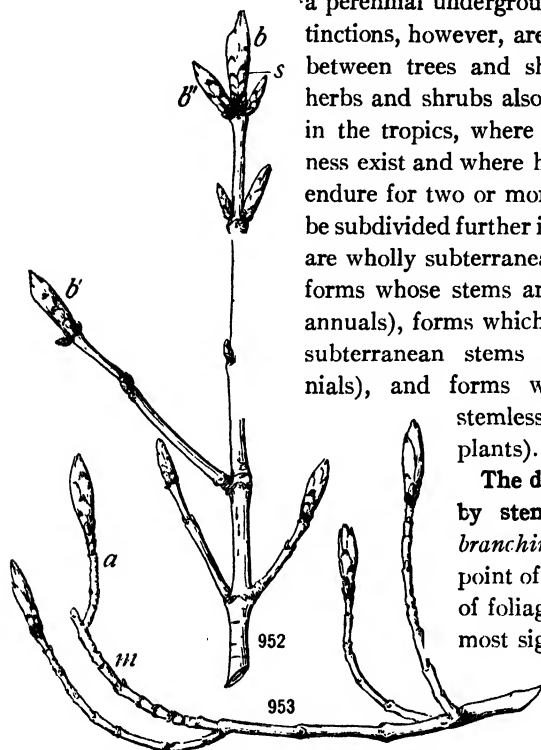 a perennial undergrou
tinctions, however, are
between trees and sh
herbs and shrubs also
in the tropics, where
ness exist and where h
endure for two or mor
be subdivided further i
are wholly subterranea
forms whose stems ar
annuals), forms which
subterranean stems
nials), and forms w
stemless
plants).
The d
by sten
branchin
point of
of foliag
most sig
b
s
b"
b'
a
m
952
953